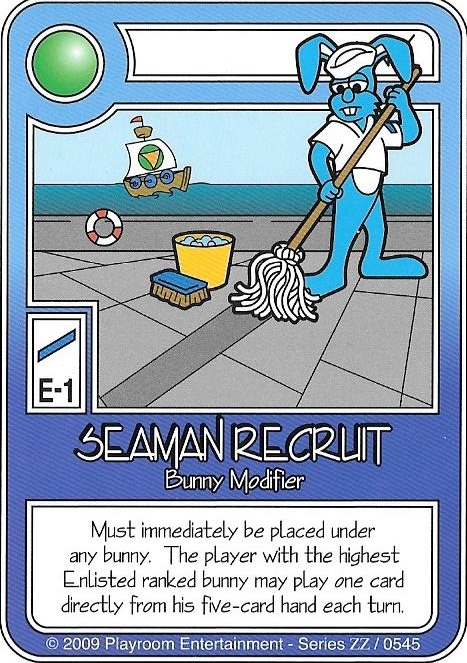 E-1
SEAMAN RECRUIT
Bunny Modifier
Must immediately be placed under
any bunny. The player with the highest
Enlisted ranked bunny may play one card
directly from his five-card hand each turn.
© 2009 Playroom Entertainment - Series ZZ / 0545